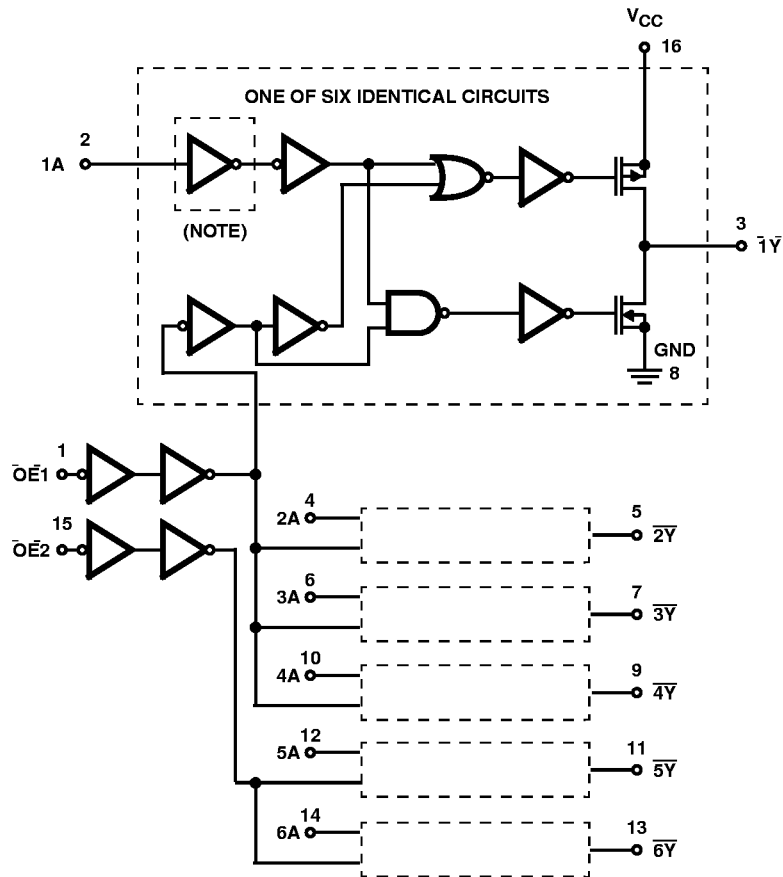 VCC
16
ONE OF SIX IDENTICAL CIRCUITS
2
1A
(NOTE)
3
1Y
GND
8
1
OE1
15
OE2
4
2A
5
2Y
6
3A
7
3Y
10
4A
9
4Y
12
5A
11
5Y
14
6A
13
6Y